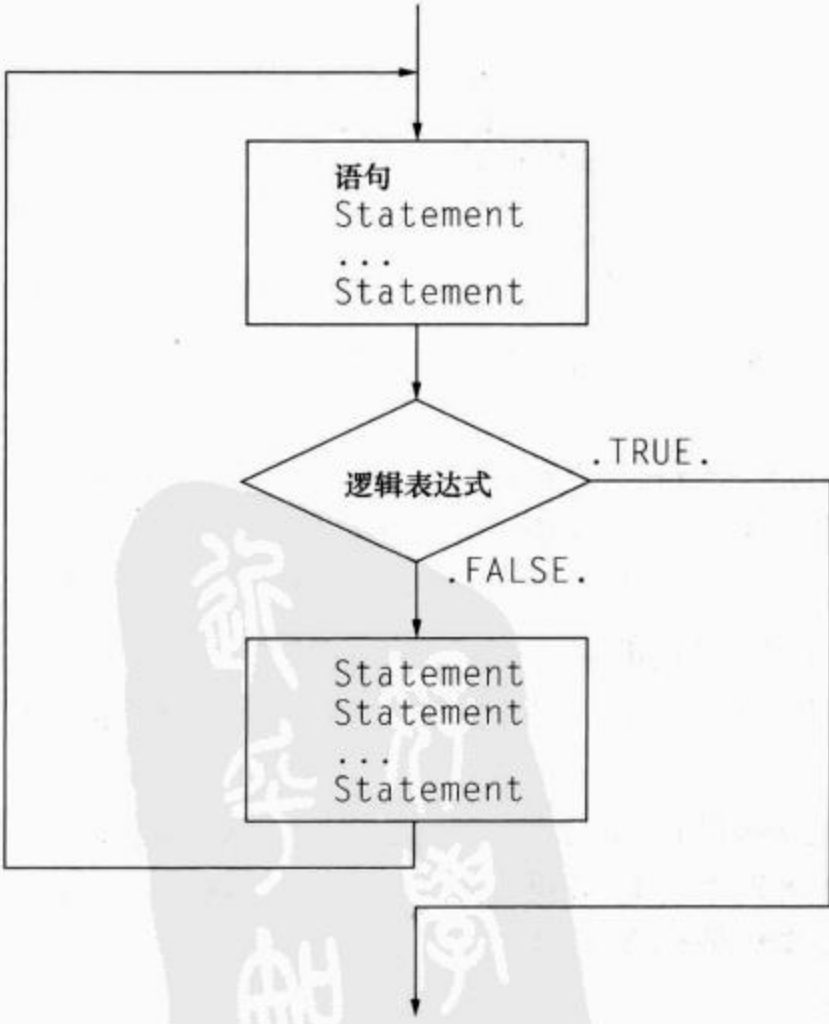 语句
Statement
...
Statement
逻辑表达式
.TRUE.
.FALSE.
Statement
Statement
...
Statement